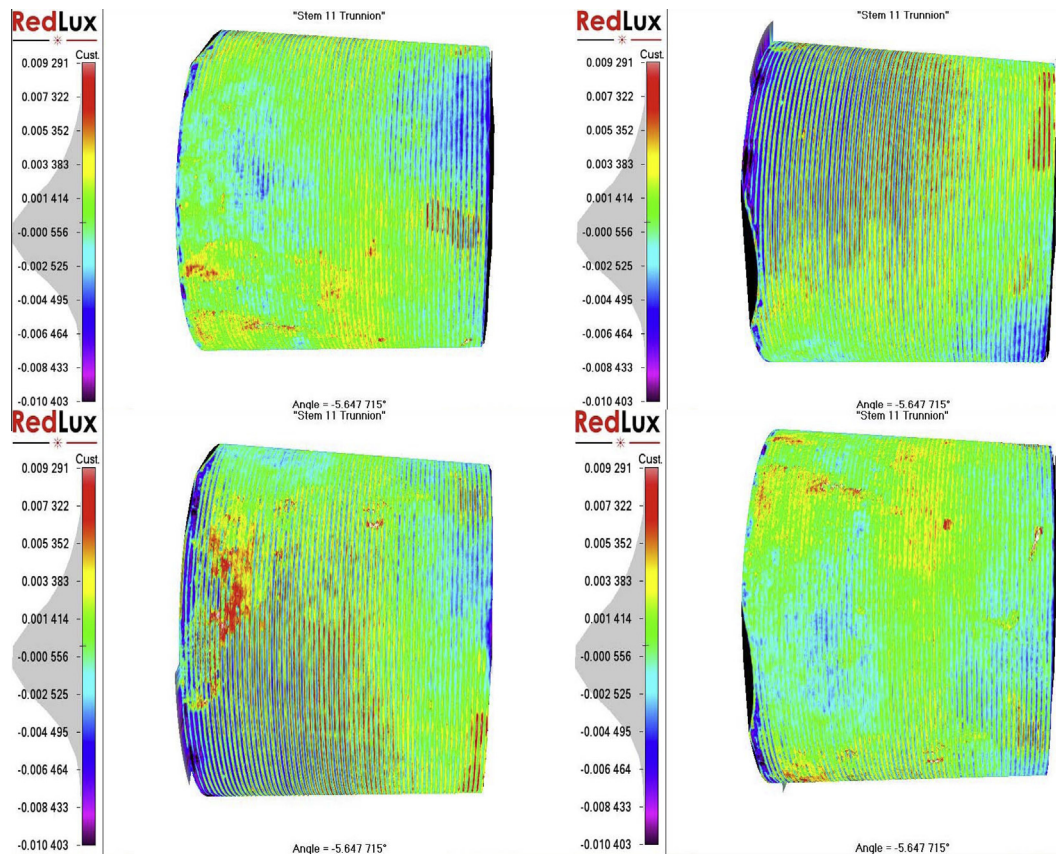 RedLux
Cust.
0.009 291
0.007 322
0.005 352
0.003 383
0.001 414
-0.000 556
-0.002 525
-0.004 495
-0.006 464
-0.008 433
-0.010 403
"Stem 11 Trunnion"
Angle = -5.647 715°
RedLux
Cust.
0.009 291
0.007 322
0.005 352
0.003 383
0.001 414
-0.000 556
-0.002 525
-0.004 495
-0.006 464
-0.008 433
-0.010 403
"Stem 11 Trunnion"
Angle = -5.647 715°
RedLux
Cust.
0.009 291
0.007 322
0.005 352
0.003 383
0.001 414
-0.000 556
-0.002 525
-0.004 495
-0.006 464
-0.008 433
-0.010 403
"Stem 11 Trunnion"
Angle = -5.647 715°
RedLux
Cust.
0.009 291
0.007 322
0.005 352
0.003 383
0.001 414
-0.000 556
-0.002 525
-0.004 495
-0.006 464
-0.008 433
-0.010 403
"Stem 11 Trunnion"
Angle = -5.647 715°